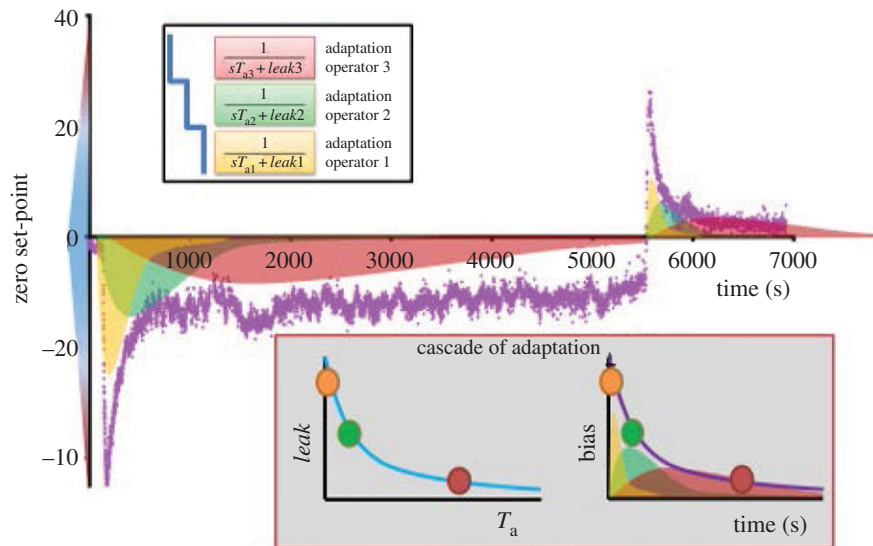 40
20
0
−20
−10
zero set-point
1
sTa3 + leak3
adaptation
operator 3
1
sTa2 + leak2
adaptation
operator 2
1
sTa1 + leak1
adaptation
operator 1
1000
2000
3000
4000
5000
6000
7000
time (s)
cascade of adaptation
leak
Ta
bias
time (s)